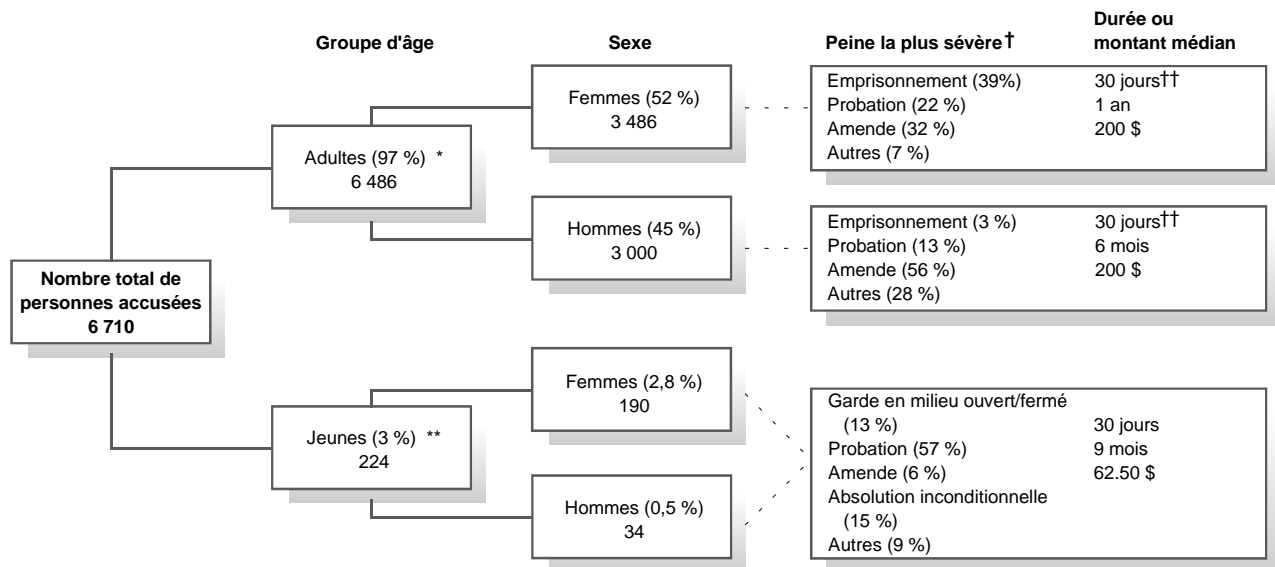 Groupe d'âge
Sexe
Peine la plus sévère†
Durée ou
montant médian
Nombre total de
personnes accusées
6 710
Adultes (97 %) *
6 486
Femmes (52 %)
3 486
Emprisonnement (39%) 30 jours††
Probation (22 %) 1 an
Amende (32 %) 200 $
Autres (7 %)
Hommes (45 %)
3 000
Emprisonnement (3 %) 30 jours††
Probation (13 %) 6 mois
Amende (56 %) 200 $
Autres (28 %)
Jeunes (3 %) **
224
Femmes (2,8 %)
190
Hommes (0,5 %)
34
Garde en milieu ouvert/fermé
(13 %) 30 jours
Probation (57 %) 9 mois
Amende (6 %) 62.50 $
Absolution inconditionnelle
(15 %)
Autres (9 %)